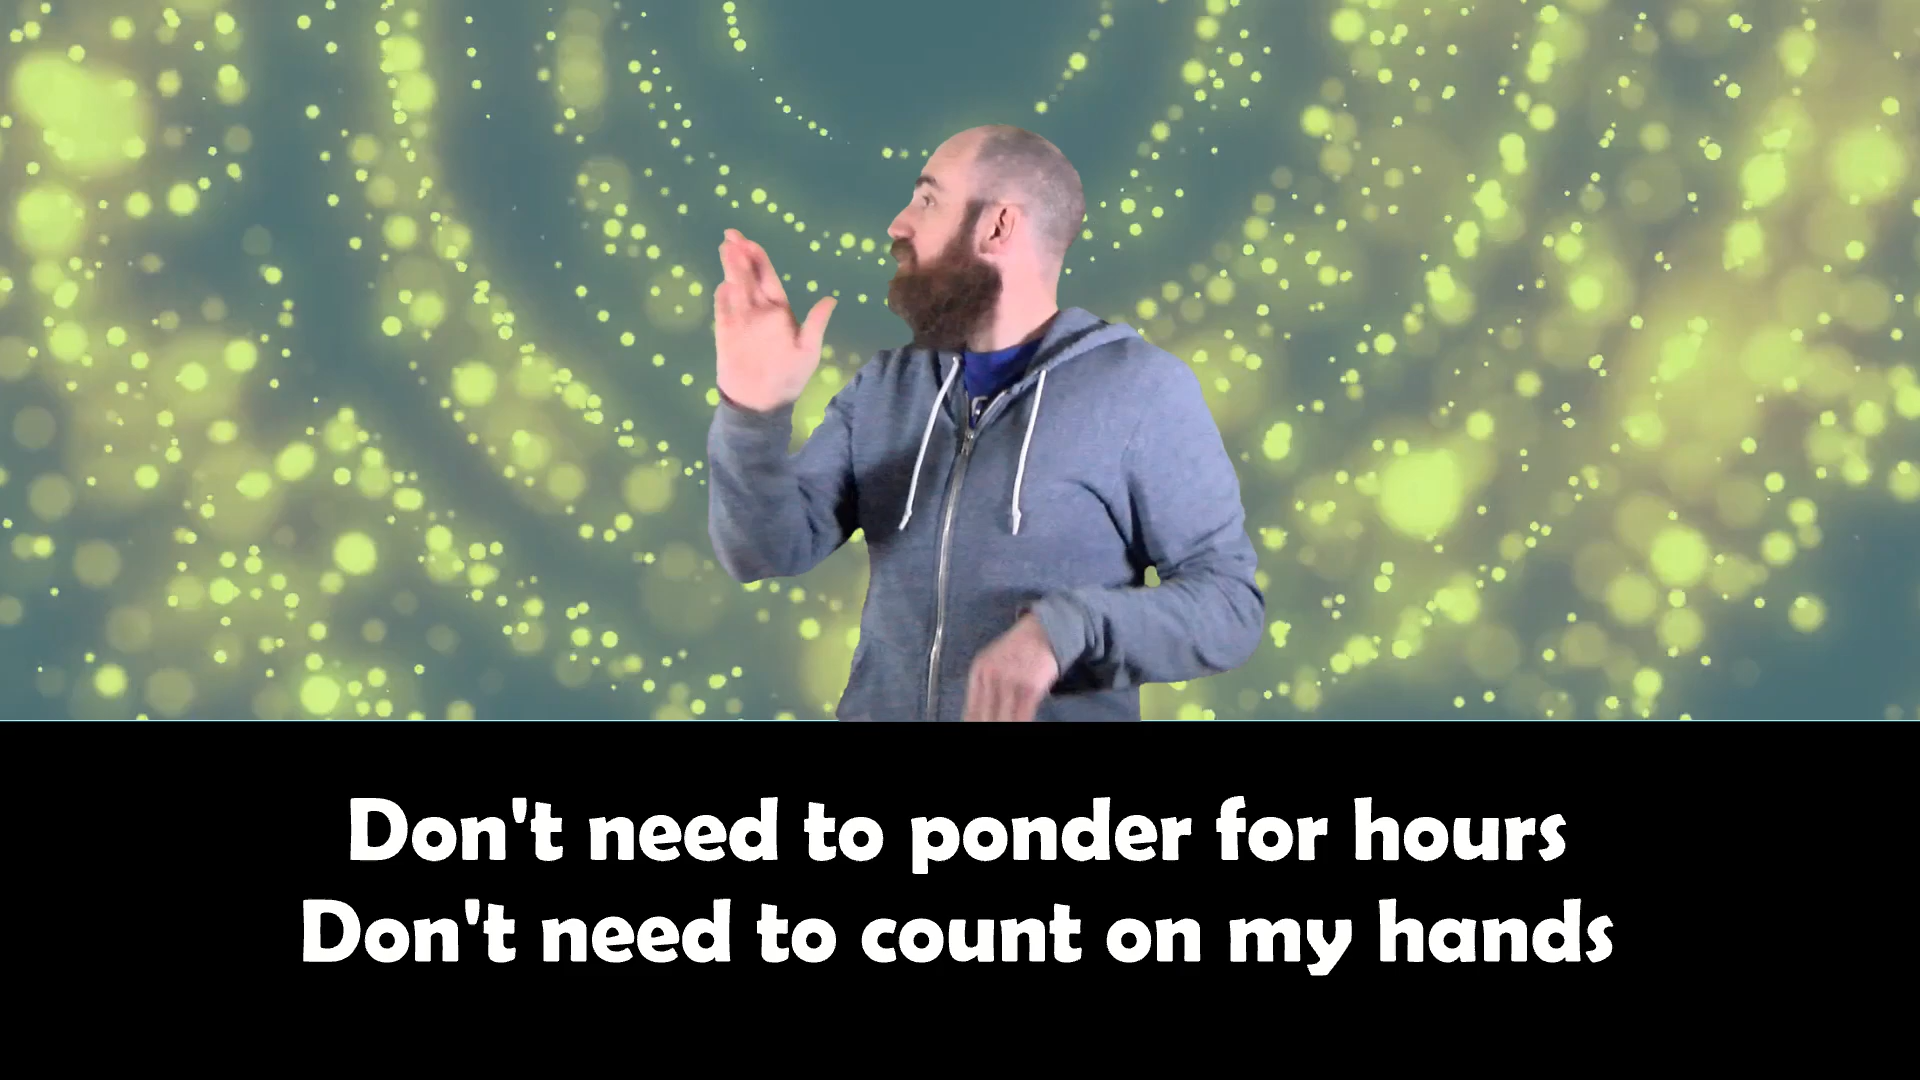 Don't need to ponder for hours
Don't need to count on my hands